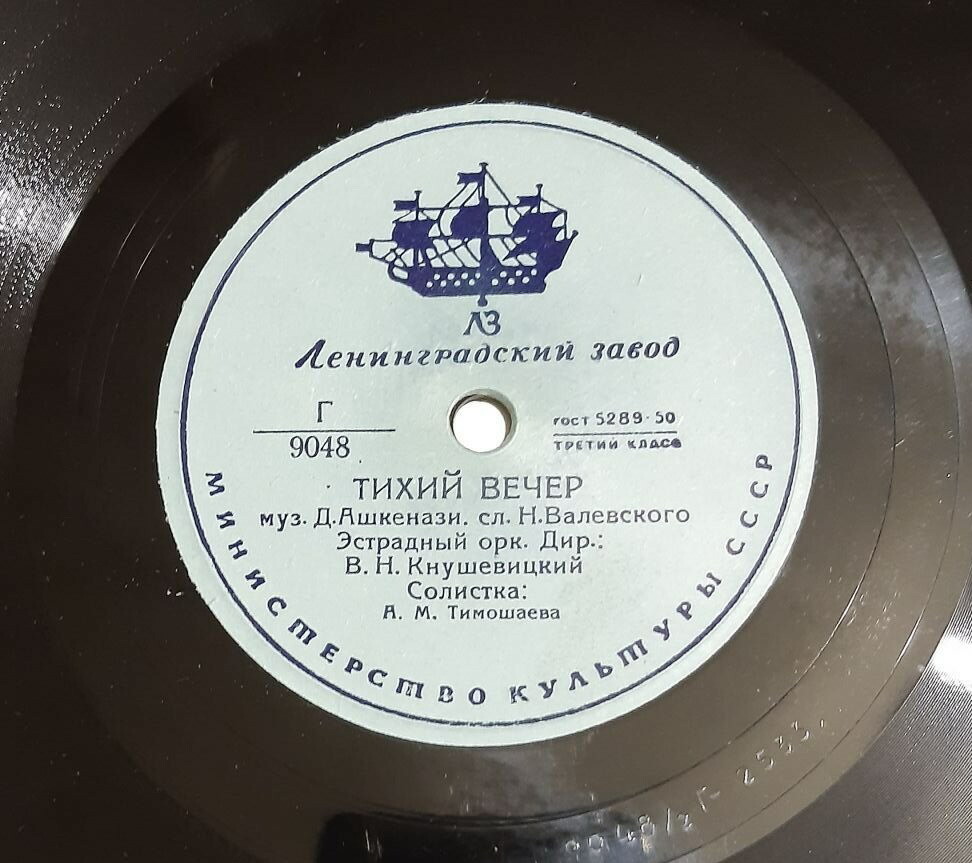 ЛЗ
Ленинградский завод
Г
9048
гост 5289-50
ТРЕТИЙ КЛАСС
ТИХИЙ ВЕЧЕР
муз. Д.Ашкенази. сл. Н.Валевского
Эстрадный орк. Дир.:
В. Н. Кнушевицкий
Солистка:
А. М. Тимошаева
МИНИСТЕРСТВО КУЛЬТУРЫ СССР